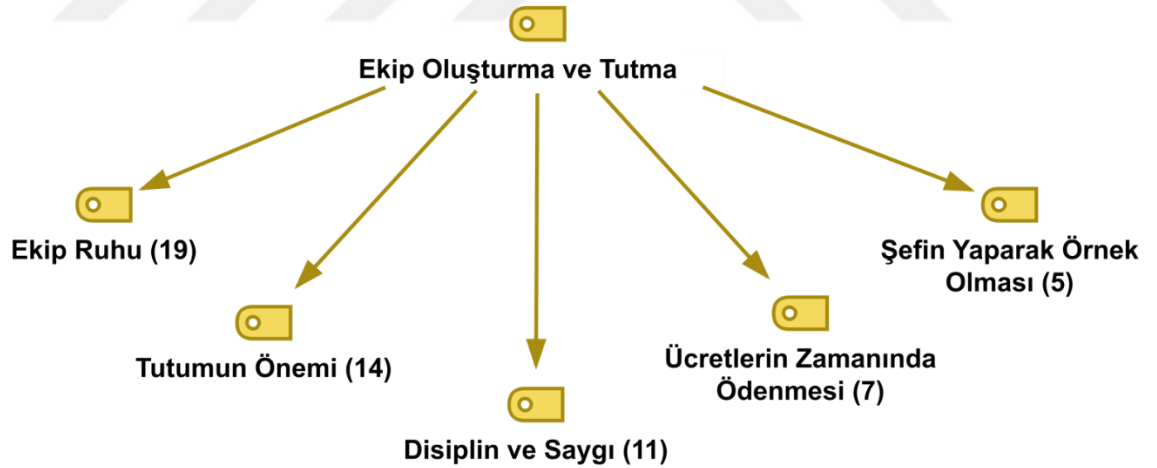 Ekip Oluşturma ve Tutma
Ekip Ruhu (19)
Şefin Yaparak Örnek
Olması (5)
Tutumun Önemi (14)
Ücretlerin Zamanında
Ödenmesi (7)
Disiplin ve Saygı (11)